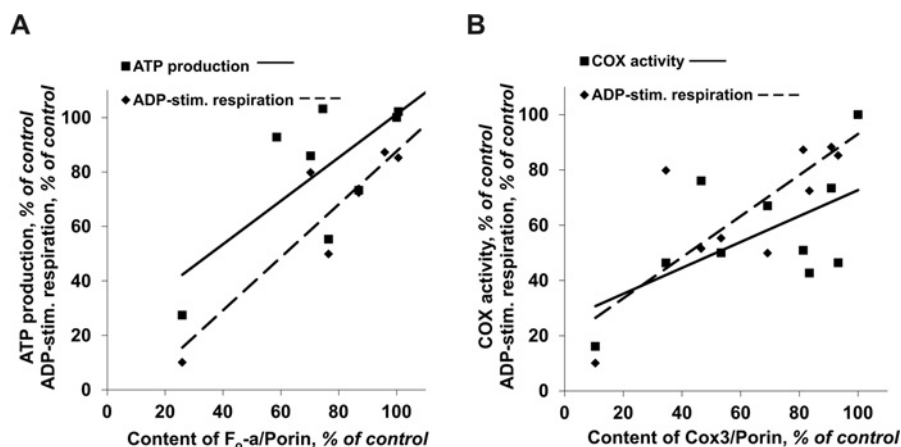 A
■ ATP production
♦ ADP-stim. respiration
ATP production, % of control
ADP-stim. respiration, % of control
100
80
60
40
20
0
0 20 40 60 80 100
Content of Fo-a/Porin, % of control
B
■ COX activity
♦ ADP-stim. respiration
COX activity, % of control
ADP-stim. respiration, % of control
100
80
60
40
20
0
0 20 40 60 80 100
Content of Cox3/Porin, % of control